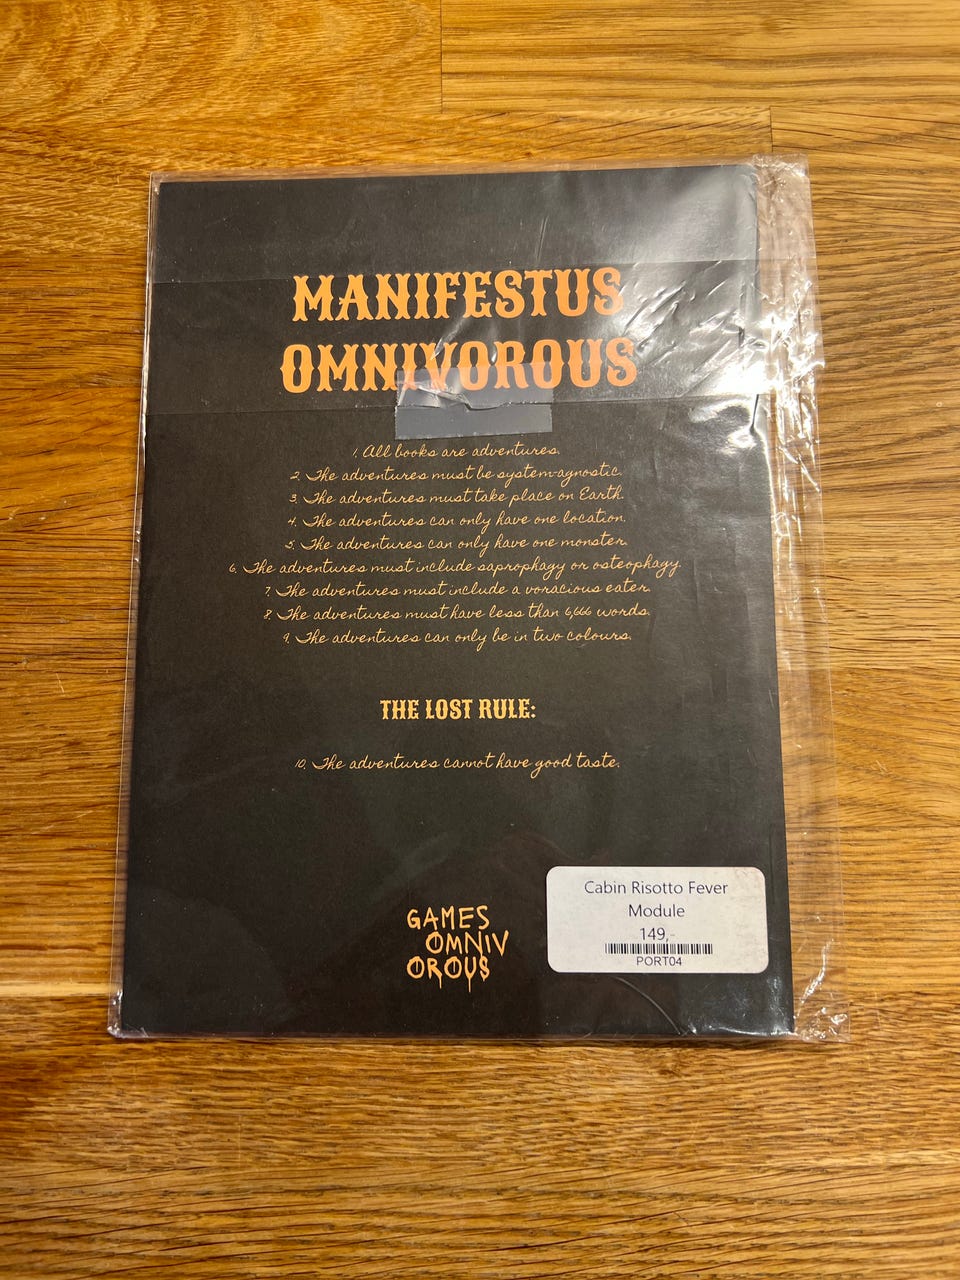 MANIFESTUS
OMNIVOROUS
1. All books are adventures.
2. The adventures must be system-agnostic.
3. The adventures must take place on Earth.
4. The adventures can only have one location.
5. The adventures can only have one monster.
6. The adventures must include saprophagy or osteophagy.
7. The adventures must include a voracious eater.
8. The adventures must have less than 6,666 words.
9. The adventures can only be in two colours.
THE LOST RULE:
10. The adventures cannot have good taste.
GAMES
OMNIV
OROUS
Cabin Risotto Fever
Module
149,-
PORT04